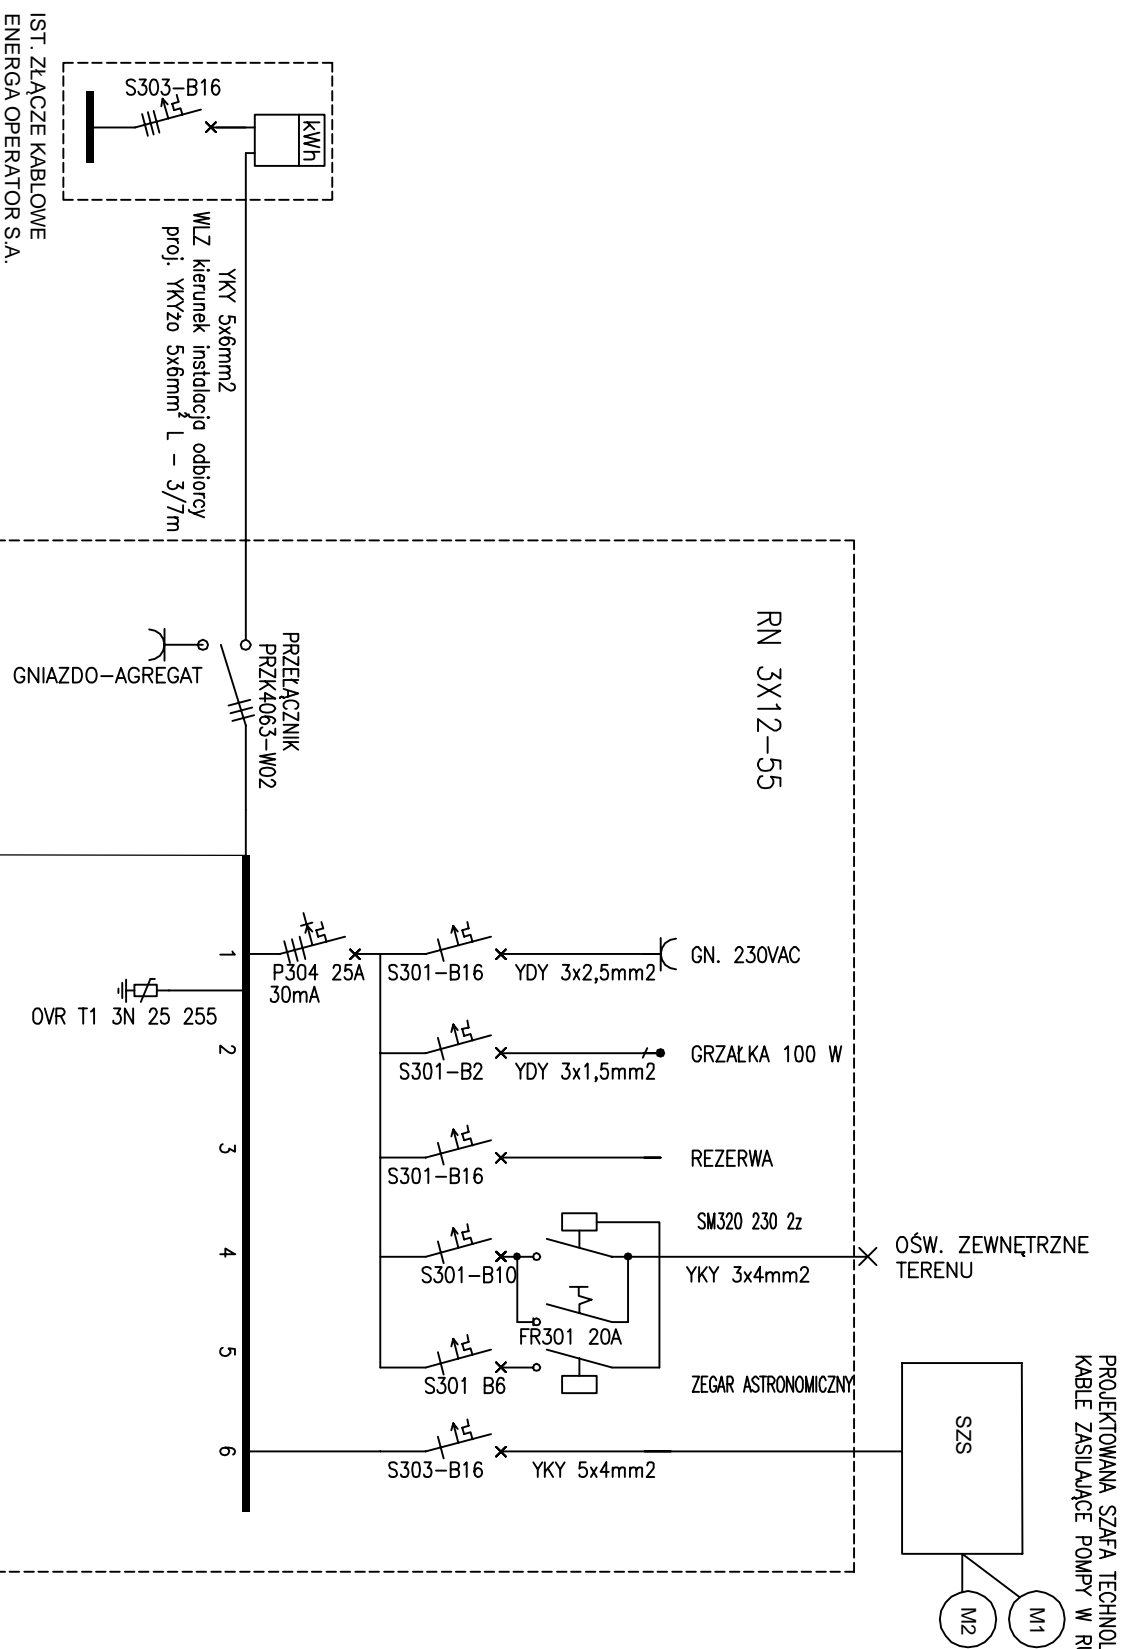 IST. ZŁĄCZE KABLOWE
ENERGA OPERATOR S.A.
S303-B16
kWh
YKY 5x6mm2
WLZ kierunek instalacja odbiorcy
proj. YKYżo 5x6mm² L - 3/7m
RN 3X12-55
PRZEŁĄCZNIK
PRZK4063-W02
GNIAZDO-AGREGAT
1
P304 25A
30mA
S301-B16
YDY 3x2,5mm2
GN. 230VAC
OVR T1 3N 25 255
2
S301-B2
YDY 3x1,5mm2
GRZAŁKA 100 W
3
S301-B16
REZERWA
4
S301-B10
SM320 230 2z
YKY 3x4mm2
OŚW. ZEWNĘTRZNE
TERENU
FR301 20A
5
S301 B6
ZEGAR ASTRONOMICZNY
6
S303-B16
YKY 5x4mm2
SZS
PROJEKTOWANA SZAFA
KABLE ZASILAJĄCE POMPY W
M1
M2